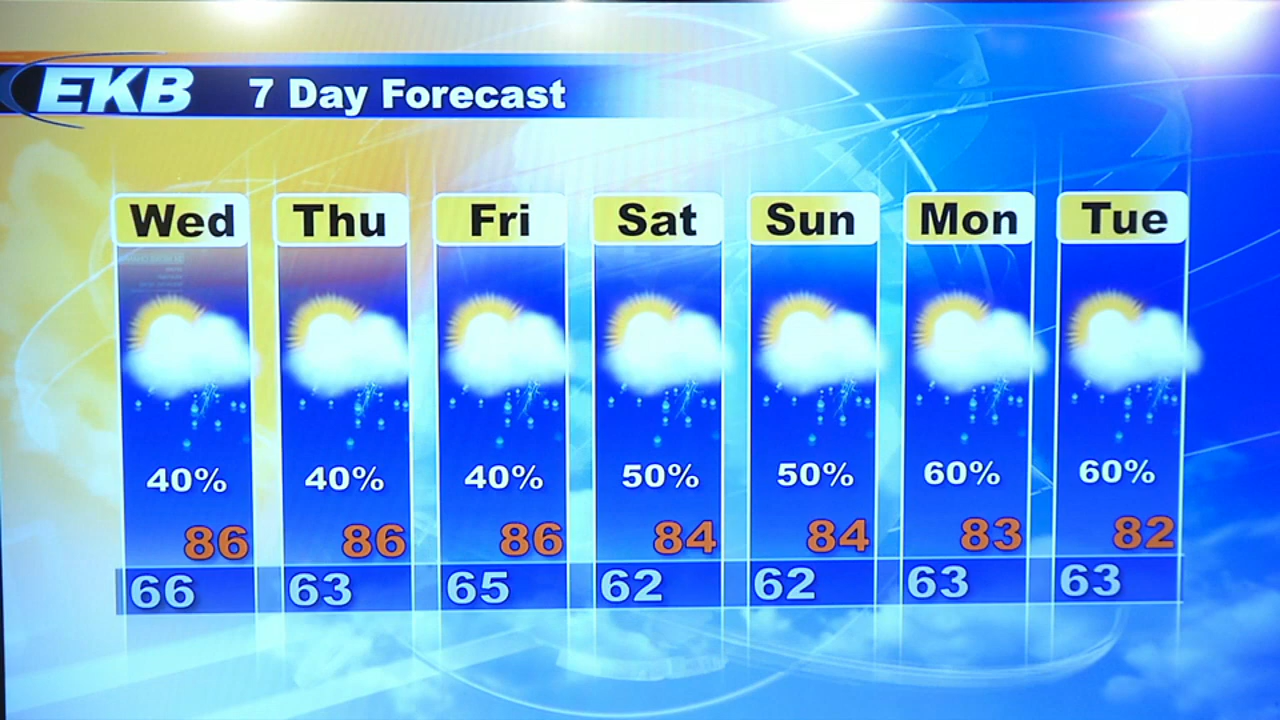 EKB 7 Day Forecast
Wed Thu Fri Sat Sun Mon Tue
40% 40% 40% 50% 50% 60% 60%
86 86 86 84 84 83 82
66 63 65 62 62 63 63